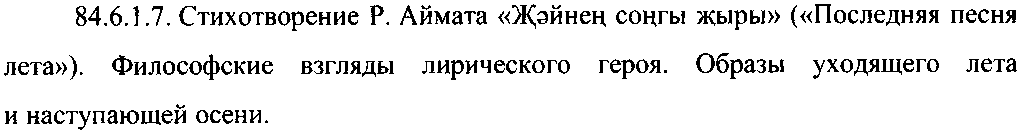 84.6.1.7. Стихотворение Р. Аймата «Җәйнең соңгы җыры» («Последняя песня
лета»). Философские взгляды лирического героя. Образы уходящего лета
и наступающей осени.